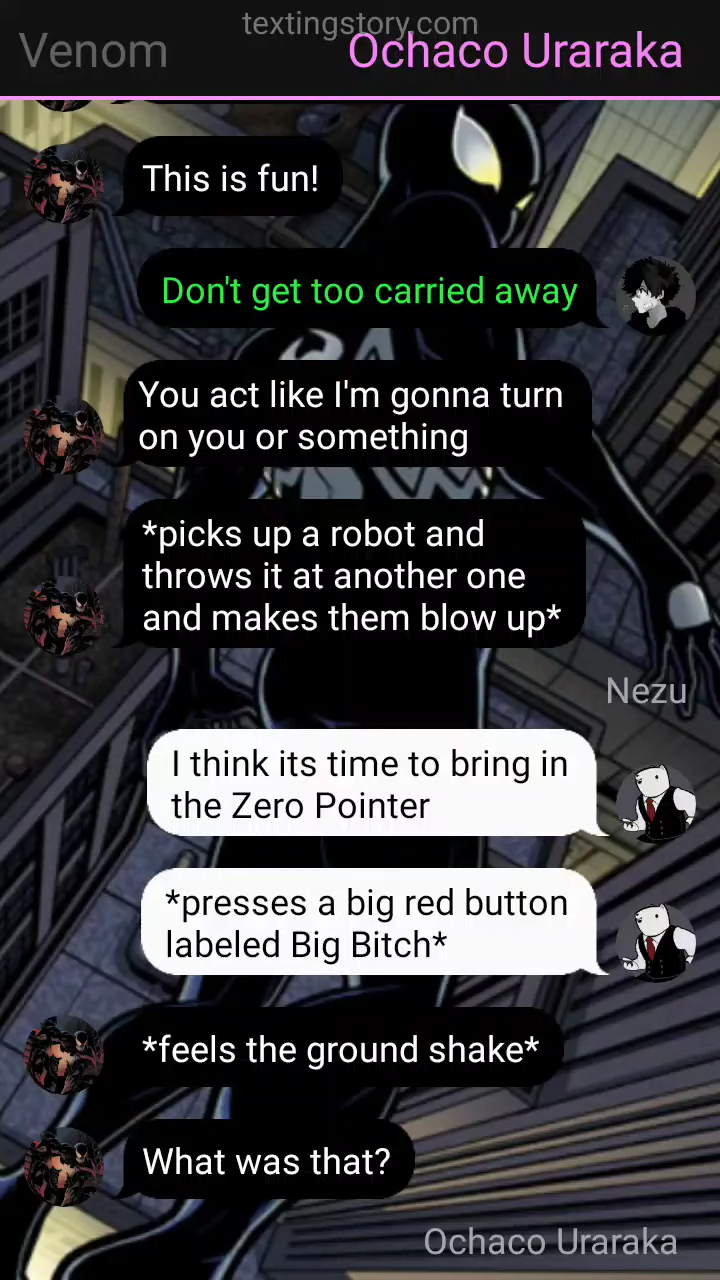 textingstory.com
Venom
Ochaco Uraraka
This is fun!
Don't get too carried away
You act like I'm gonna turn
on you or something
*picks up a robot and
throws it at another one
and makes them blow up*
Nezu
I think its time to bring in
the Zero Pointer
*presses a big red button
labeled Big Bitch*
*feels the ground shake*
What was that?
Ochaco Uraraka